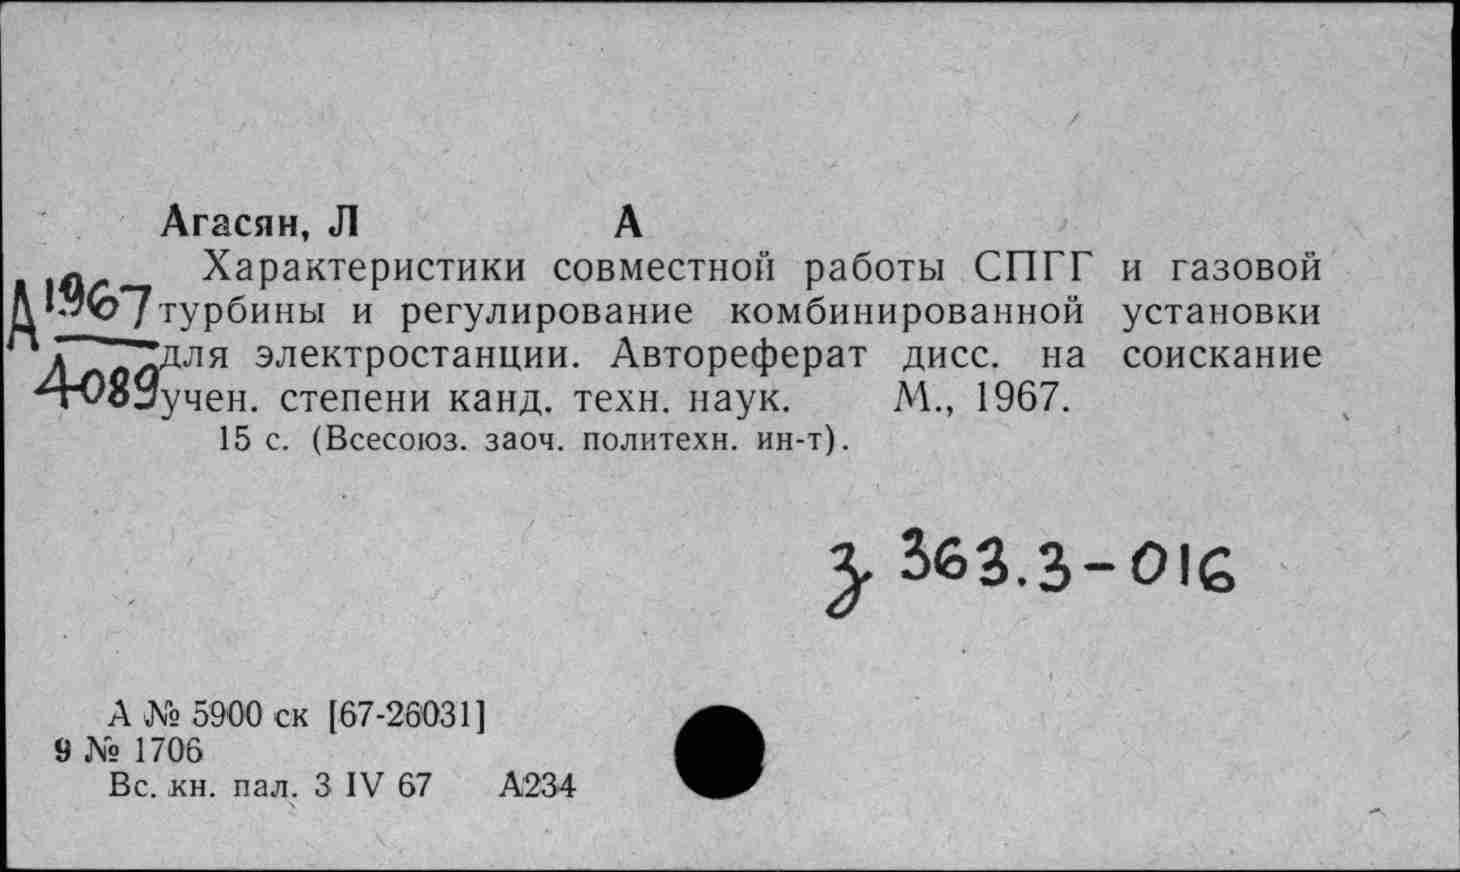 Агасян, Л А
Характеристики совместной работы СПГГ и газовой
турбины и регулирование комбинированной установки
для электростанции. Автореферат дисс. на соискание
учен. степени канд. техн. наук. М., 1967.
15 с. (Всесоюз. заоч. политехн. ин-т).
Д 1967
4089
З 363.3-016
А № 5900 ск [67-26031]
9 № 1706
Вс. кн. пал. 3 IV 67 А234